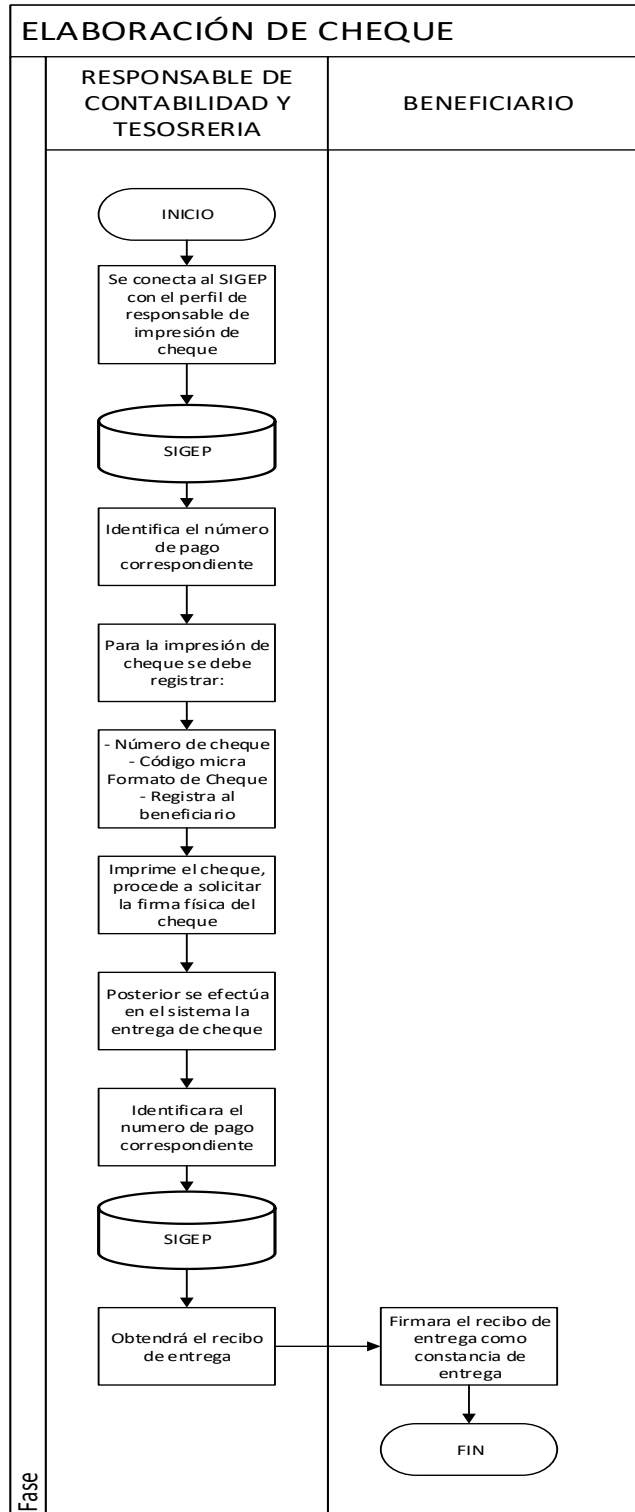 ELABORACIÓN DE CHEQUE
RESPONSABLE DE
CONTABILIDAD Y
TESOSRERIA
BENEFICIARIO
INICIO
Se conecta al SIGEP
con el perfil de
responsable de
impresión de
cheque
SIGEP
Identifica el número
de pago
correspondiente
Para la impresión de
cheque se debe
registrar:
- Número de cheque
- Código micra
Formato de Cheque
- Registra al
beneficiario
Imprime el cheque,
procede a solicitar
la firma física del
cheque
Posterior se efectúa
en el sistema la
entrega de cheque
Identificara el
numero de pago
correspondiente
SIGEP
Obtendrá el recibo
de entrega
Firmara el recibo de
entrega como
constancia de
entrega
FIN
Fase